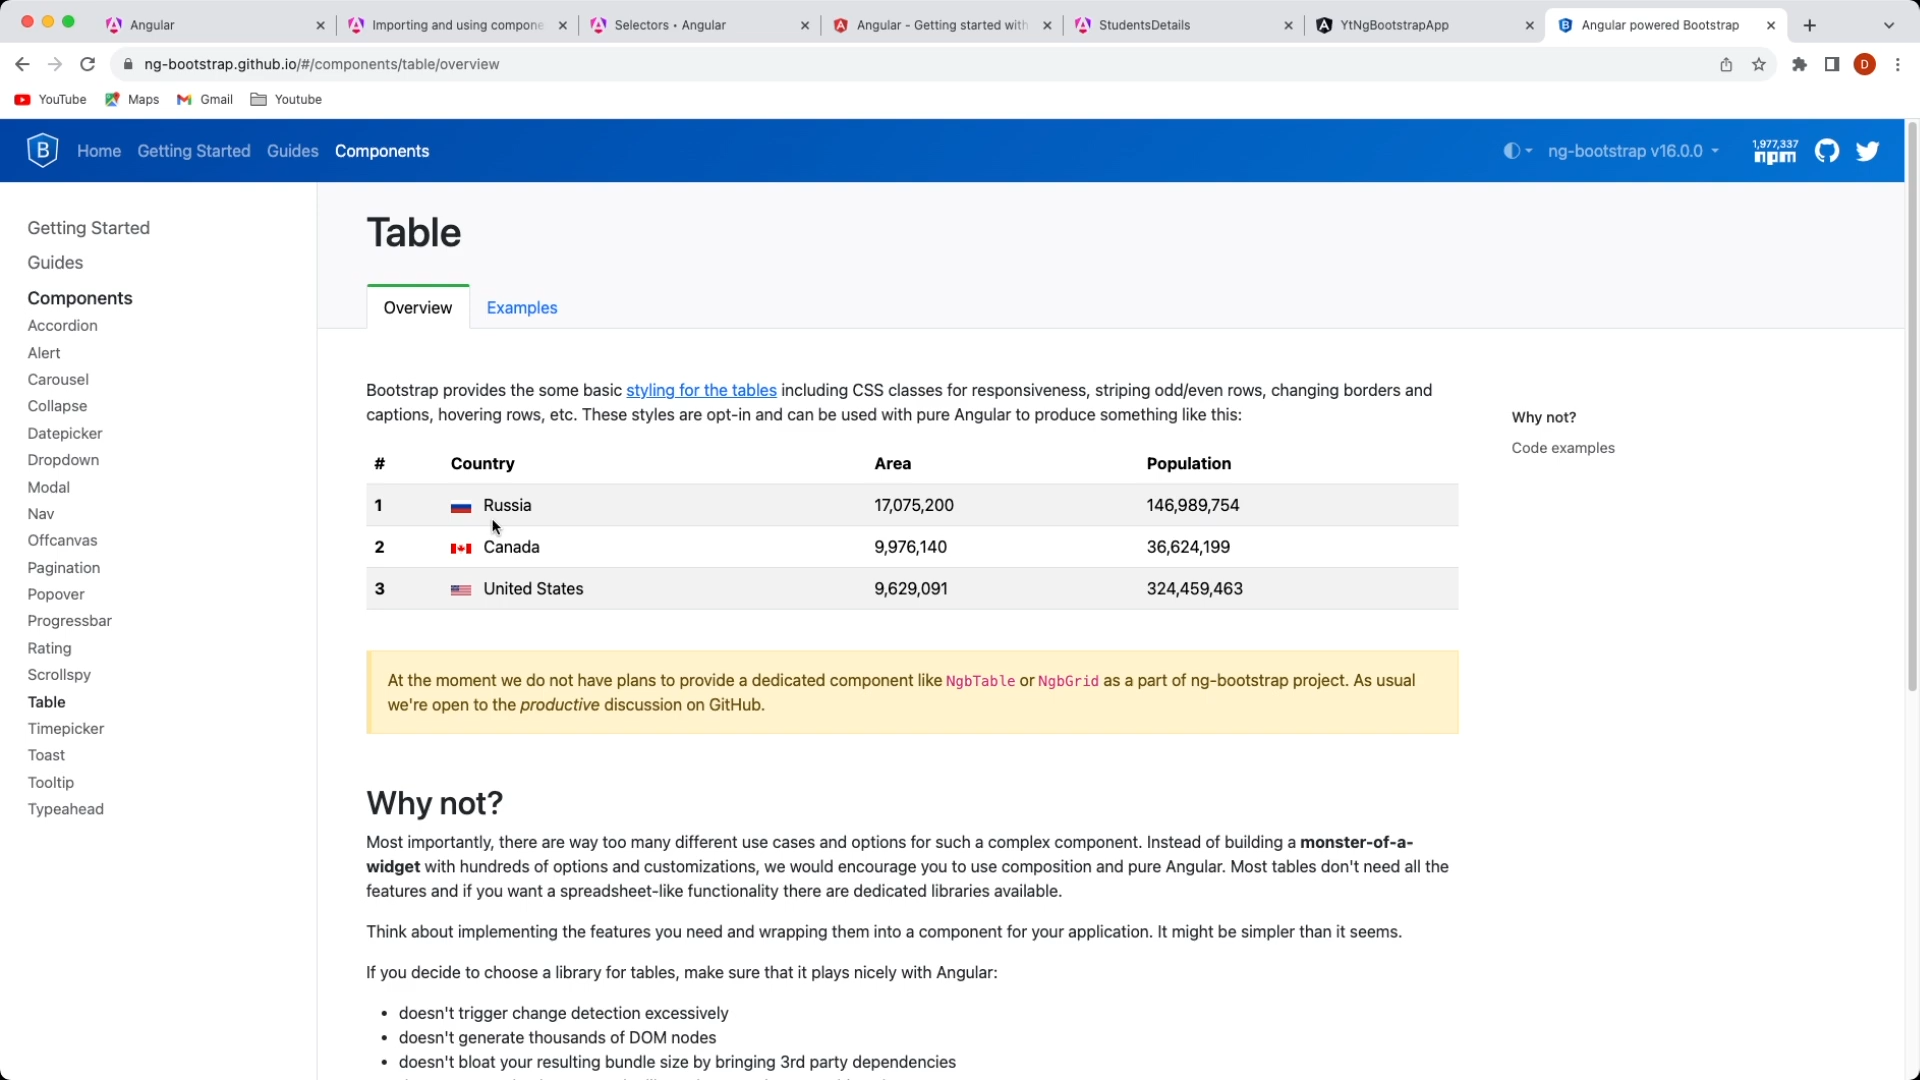 Angular
Importing and using compone
Selectors • Angular
Angular - Getting started with
StudentsDetails
YtNgBootstrapApp
Angular powered Bootstrap
ng-bootstrap.github.io/#/components/table/overview
D
YouTube
Maps
Gmail
Youtube
B
Home
Getting Started
Guides
Components
ng-bootstrap v16.0.0
1,977,337
npm
Getting Started
Guides
Components
Accordion
Alert
Carousel
Collapse
Datepicker
Dropdown
Modal
Nav
Offcanvas
Pagination
Popover
Progressbar
Rating
Scrollspy
Table
Timepicker
Toast
Tooltip
Typeahead
Table
Overview
Examples
Bootstrap provides the some basic styling for the tables including CSS classes for responsiveness, striping odd/even rows, changing borders and
captions, hovering rows, etc. These styles are opt-in and can be used with pure Angular to produce something like this:
# Country Area Population
1 Russia 17,075,200 146,989,754
2 Canada 9,976,140 36,624,199
3 United States 9,629,091 324,459,463
At the moment we do not have plans to provide a dedicated component like NgbTable or NgbGrid as a part of ng-bootstrap project. As usual
we're open to the productive discussion on GitHub.
Why not?
Most importantly, there are way too many different use cases and options for such a complex component. Instead of building a monster-of-a-
widget with hundreds of options and customizations, we would encourage you to use composition and pure Angular. Most tables don't need all the
features and if you want a spreadsheet-like functionality there are dedicated libraries available.
Think about implementing the features you need and wrapping them into a component for your application. It might be simpler than it seems.
If you decide to choose a library for tables, make sure that it plays nicely with Angular:
• doesn't trigger change detection excessively
• doesn't generate thousands of DOM nodes
• doesn't bloat your resulting bundle size by bringing 3rd party dependencies
Why not?
Code examples